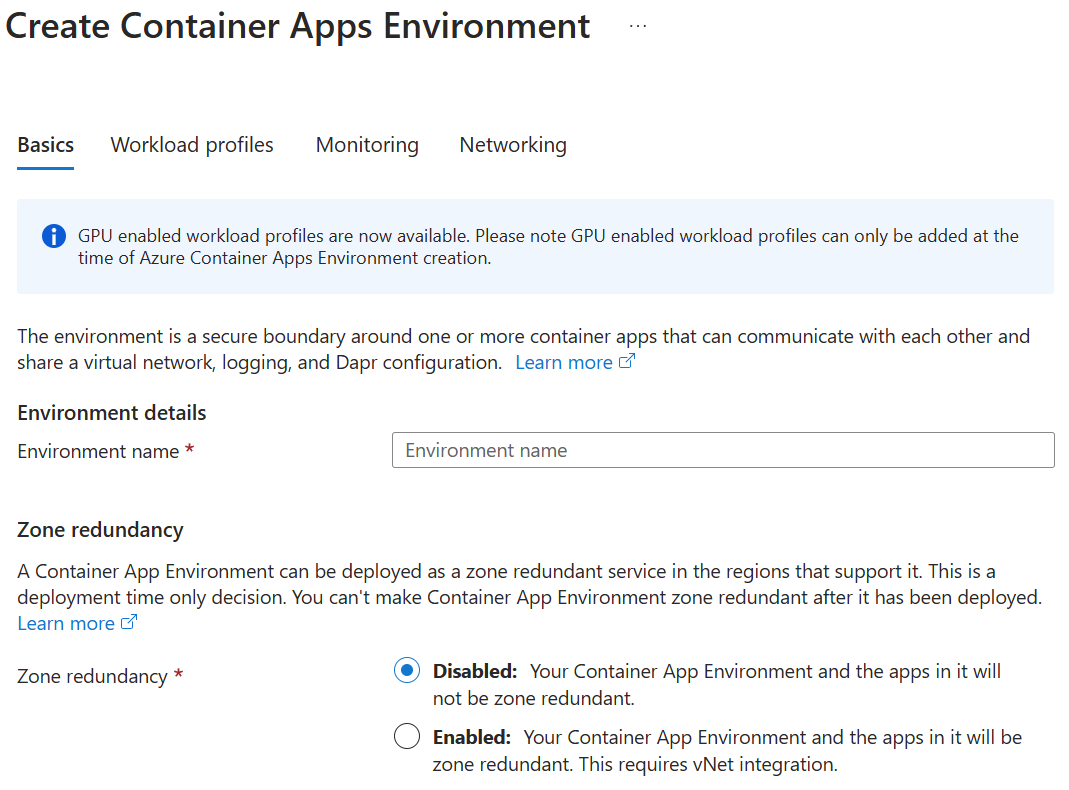 Create Container Apps Environment ...
Basics Workload profiles Monitoring Networking
GPU enabled workload profiles are now available. Please note GPU enabled workload profiles can only be added at the
time of Azure Container Apps Environment creation.
The environment is a secure boundary around one or more container apps that can communicate with each other and
share a virtual network, logging, and Dapr configuration. Learn more
Environment details
Environment name * Environment name
Zone redundancy
A Container App Environment can be deployed as a zone redundant service in the regions that support it. This is a
deployment time only decision. You can't make Container App Environment zone redundant after it has been deployed.
Learn more
Zone redundancy * Disabled: Your Container App Environment and the apps in it will
not be zone redundant.
Enabled: Your Container App Environment and the apps in it will be
zone redundant. This requires vNet integration.